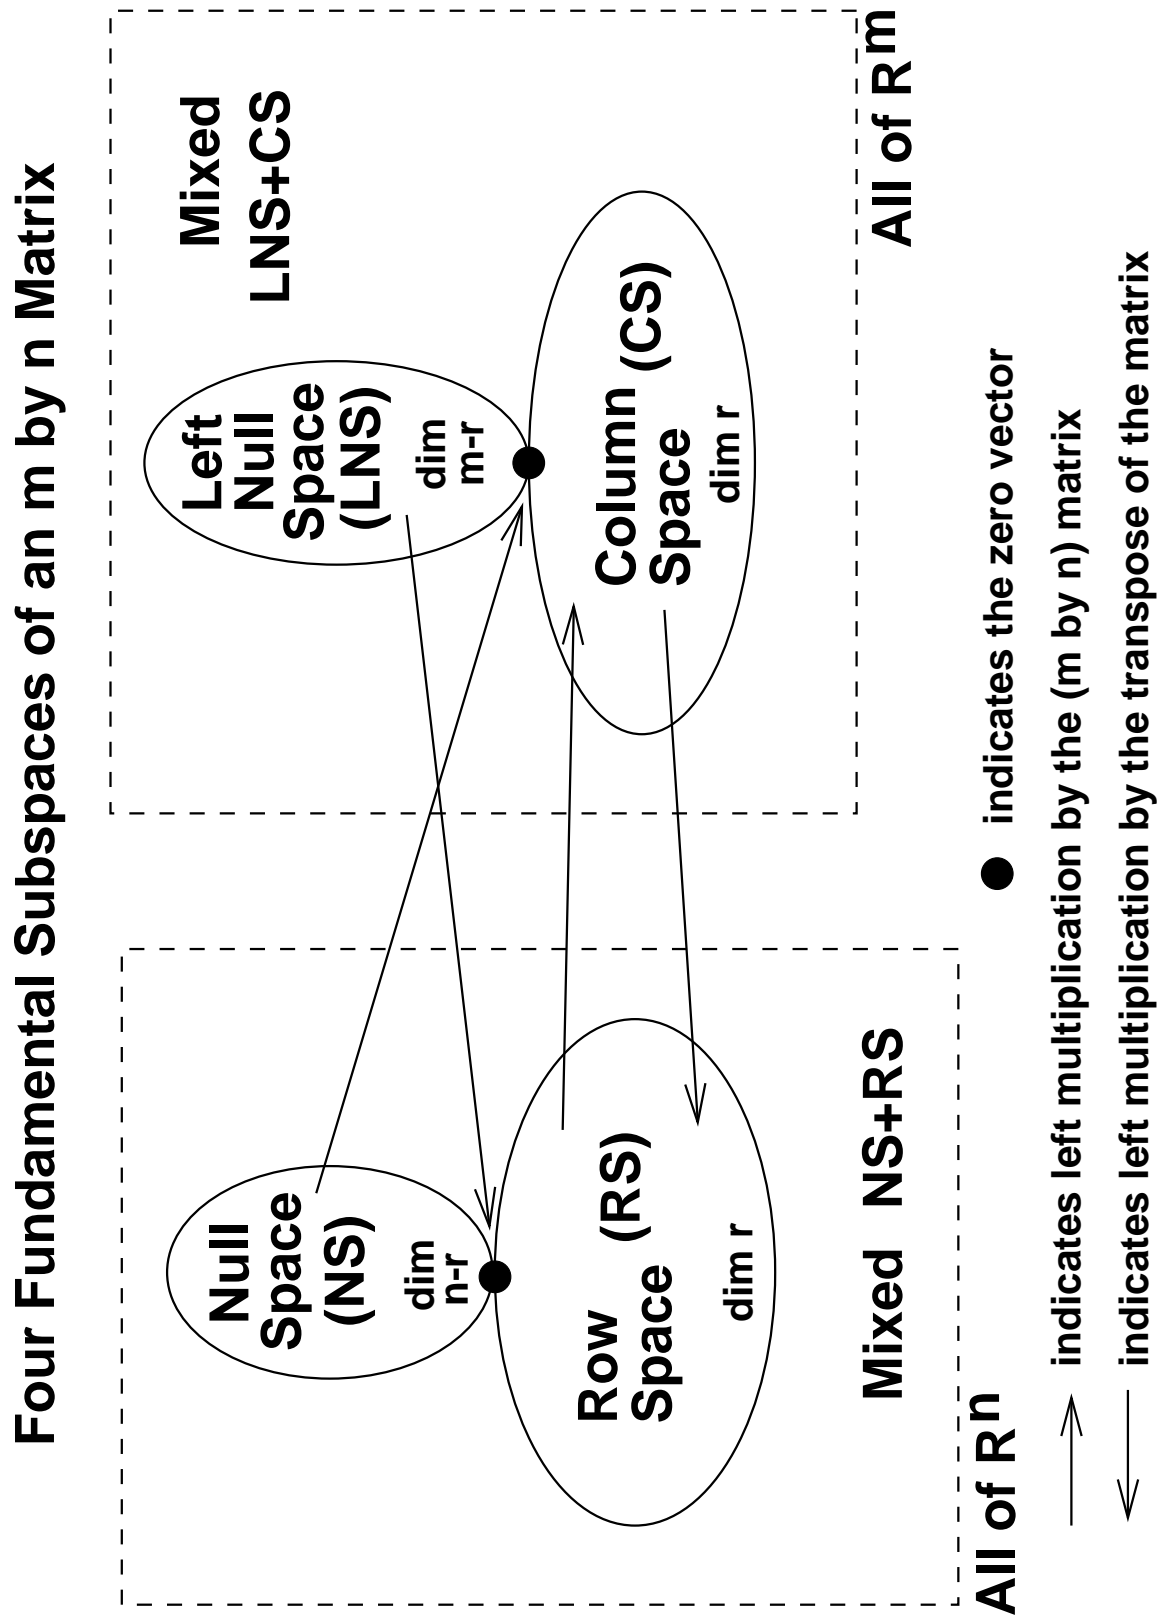 Four Fundamental Subspaces of an m by n Matrix
Null
Space
(NS)
dim
n-r
Row
Space (RS)
dim r
Mixed NS+RS
All of Rn
Left
Null
Space
(LNS)
dim
m-r
Mixed
LNS+CS
Column (CS)
Space
dim r
All of Rm
indicates the zero vector
indicates left multiplication by the (m by n) matrix
indicates left multiplication by the transpose of the matrix